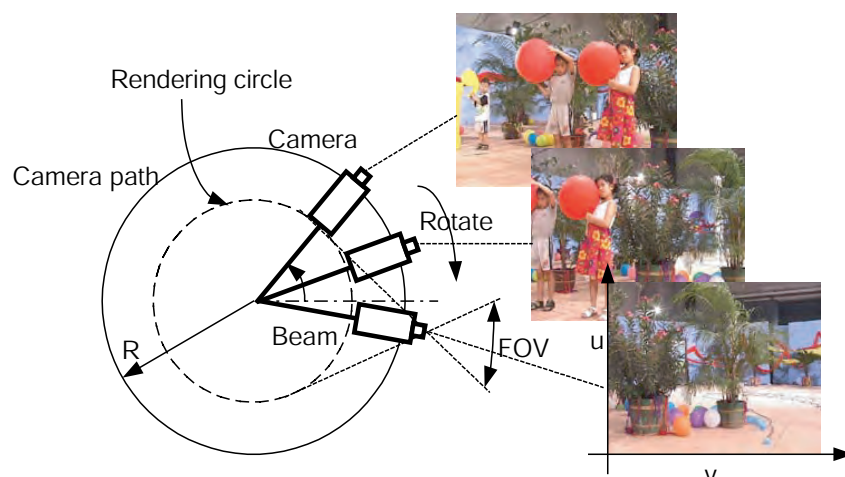 Rendering circle
Camera
Camera path
Rotate
Beam
R
FOV
u
v